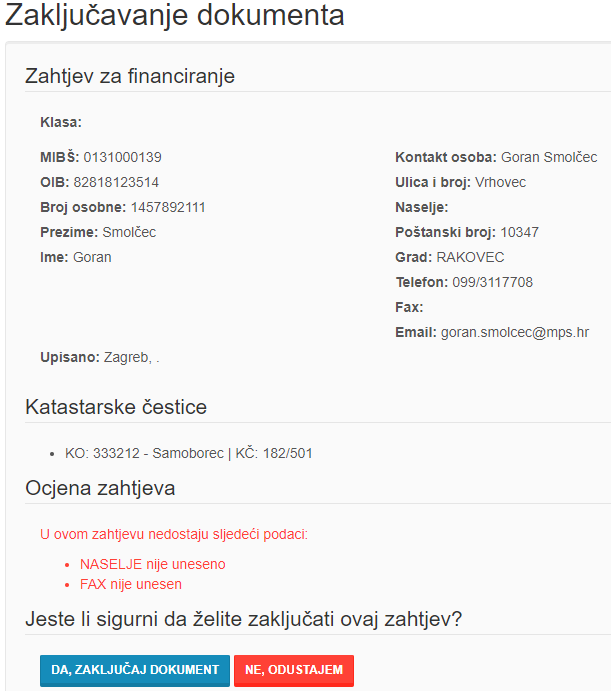 Zaključavanje dokumenta
Zahtjev za financiranje
Klasa:
MIBŠ: 0131000139
OIB: 82818123514
Broj osobne: 1457892111
Prezime: Smolčec
Ime: Goran
Kontakt osoba: Goran Smolčec
Ulica i broj: Vrhovec
Naselje:
Poštanski broj: 10347
Grad: RAKOVEC
Telefon: 099/3117708
Fax:
Email: goran.smolcec@mps.hr
Upisano: Zagreb, .
Katastarske čestice
• KO: 333212 - Samoborec | KČ: 182/501
Ocjena zahtjeva
U ovom zahtjevu nedostaju sljedeći podaci:
• NASELJE nije uneseno
• FAX nije unesen
Jeste li sigurni da želite zaključati ovaj zahtjev?
DA, ZAKLJUČAJ DOKUMENT
NE, ODUSTAJEM